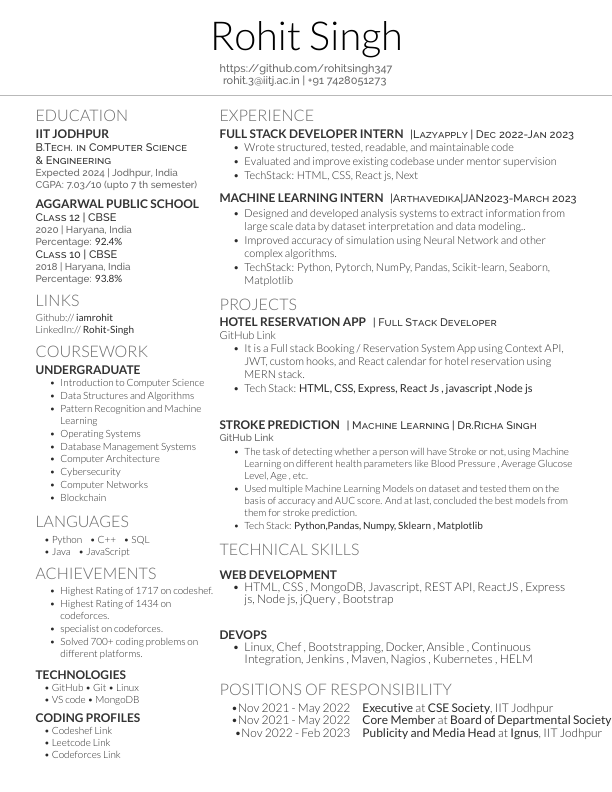 Rohit Singh
https://github.com/rohitsingh347
rohit.3@iitj.ac.in | +91 7428051273
EDUCATION
IIT JODHPUR
B.Tech. in Computer Science
& Engineering
Expected 2024 | Jodhpur, India
CGPA: 7.03/10 (upto 7 th semester)
AGGARWAL PUBLIC SCHOOL
Class 12 | CBSE
2020 | Haryana, India
Percentage: 92.4%
Class 10 | CBSE
2018 | Haryana, India
Percentage: 93.8%
LINKS
Github:// iamrohit
LinkedIn:// Rohit-Singh
COURSEWORK
UNDERGRADUATE
• Introduction to Computer Science
• Data Structures and Algorithms
• Pattern Recognition and Machine
Learning
• Operating Systems
• Database Management Systems
• Computer Architecture
• Cybersecurity
• Computer Networks
• Blockchain
LANGUAGES
• Python • C++ • SQL
• Java • JavaScript
ACHIEVEMENTS
• Highest Rating of 1717 on codeshef.
• Highest Rating of 1434 on
codeforces.
• specialist on codeforces.
• Solved 700+ coding problems on
different platforms.
TECHNOLOGIES
• GitHub • Git • Linux
• VS code • MongoDB
CODING PROFILES
• Codeshef Link
• Leetcode Link
• Codeforces Link
EXPERIENCE
FULL STACK DEVELOPER INTERN |Lazyapply | Dec 2022-Jan 2023
• Wrote structured, tested, readable, and maintainable code
• Evaluated and improve existing codebase under mentor supervision
• TechStack: HTML, CSS, React js, Next
MACHINE LEARNING INTERN |Arthavedika|JAN2023-March 2023
• Designed and developed analysis systems to extract information from
large scale data by dataset interpretation and data modeling..
• Improved accuracy of simulation using Neural Network and other
complex algorithms.
• TechStack: Python, Pytorch, NumPy, Pandas, Scikit-learn, Seaborn,
Matplotlib
PROJECTS
HOTEL RESERVATION APP | Full Stack Developer
GitHub Link
• It is a Full stack Booking / Reservation System App using Context API,
JWT, custom hooks, and React calendar for hotel reservation using
MERN stack.
• Tech Stack: HTML, CSS, Express, React Js , javascript ,Node js
STROKE PREDICTION | Machine Learning | Dr.Richa Singh
GitHub Link
• The task of detecting whether a person will have Stroke or not, using Machine
Learning on different health parameters like Blood Pressure , Average Glucose
Level, Age , etc.
• Used multiple Machine Learning Models on dataset and tested them on the
basis of accuracy and AUC score. And at last, concluded the best models from
them for stroke prediction.
• Tech Stack: Python,Pandas, Numpy, Sklearn , Matplotlib
TECHNICAL SKILLS
WEB DEVELOPMENT
• HTML, CSS , MongoDB, Javascript, REST API, ReactJS , Express
js, Node js, jQuery , Bootstrap
DEVOPS
• Linux, Chef , Bootstrapping, Docker, Ansible , Continuous
Integration, Jenkins , Maven, Nagios , Kubernetes , HELM
POSITIONS OF RESPONSIBILITY
•Nov 2021 - May 2022 Executive at CSE Society, IIT Jodhpur
•Nov 2021 - May 2022 Core Member at Board of Departmental Society
•Nov 2022 - Feb 2023 Publicity and Media Head at Ignus, IIT Jodhpur